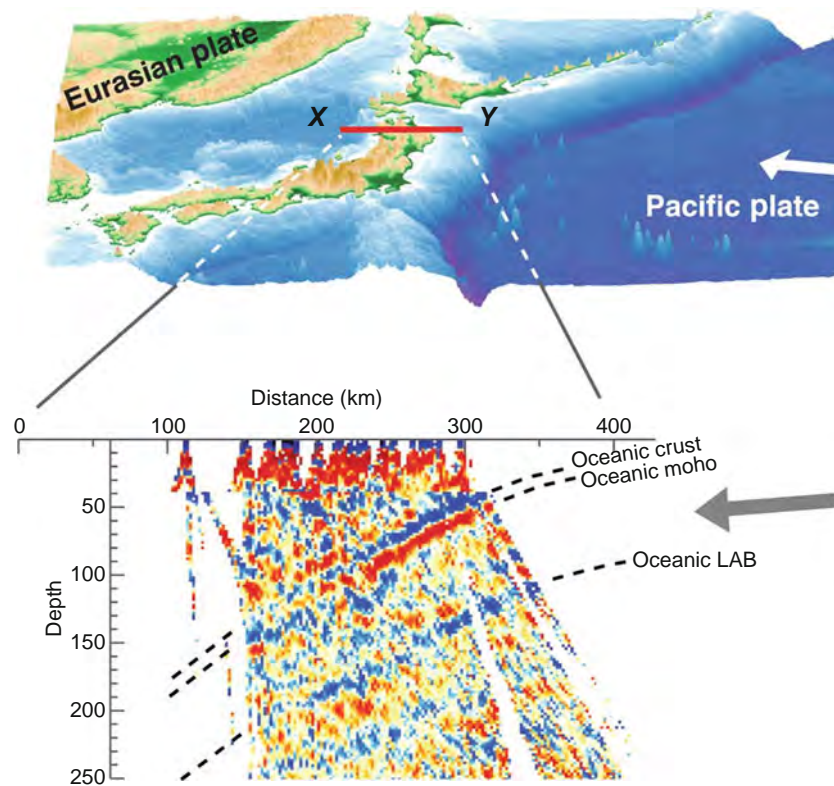 Eurasian plate
X
Y
Pacific plate
Distance (km)
0 100 200 300 400
Oceanic crust
Oceanic moho
50
Oceanic LAB
100
Depth
150
200
250